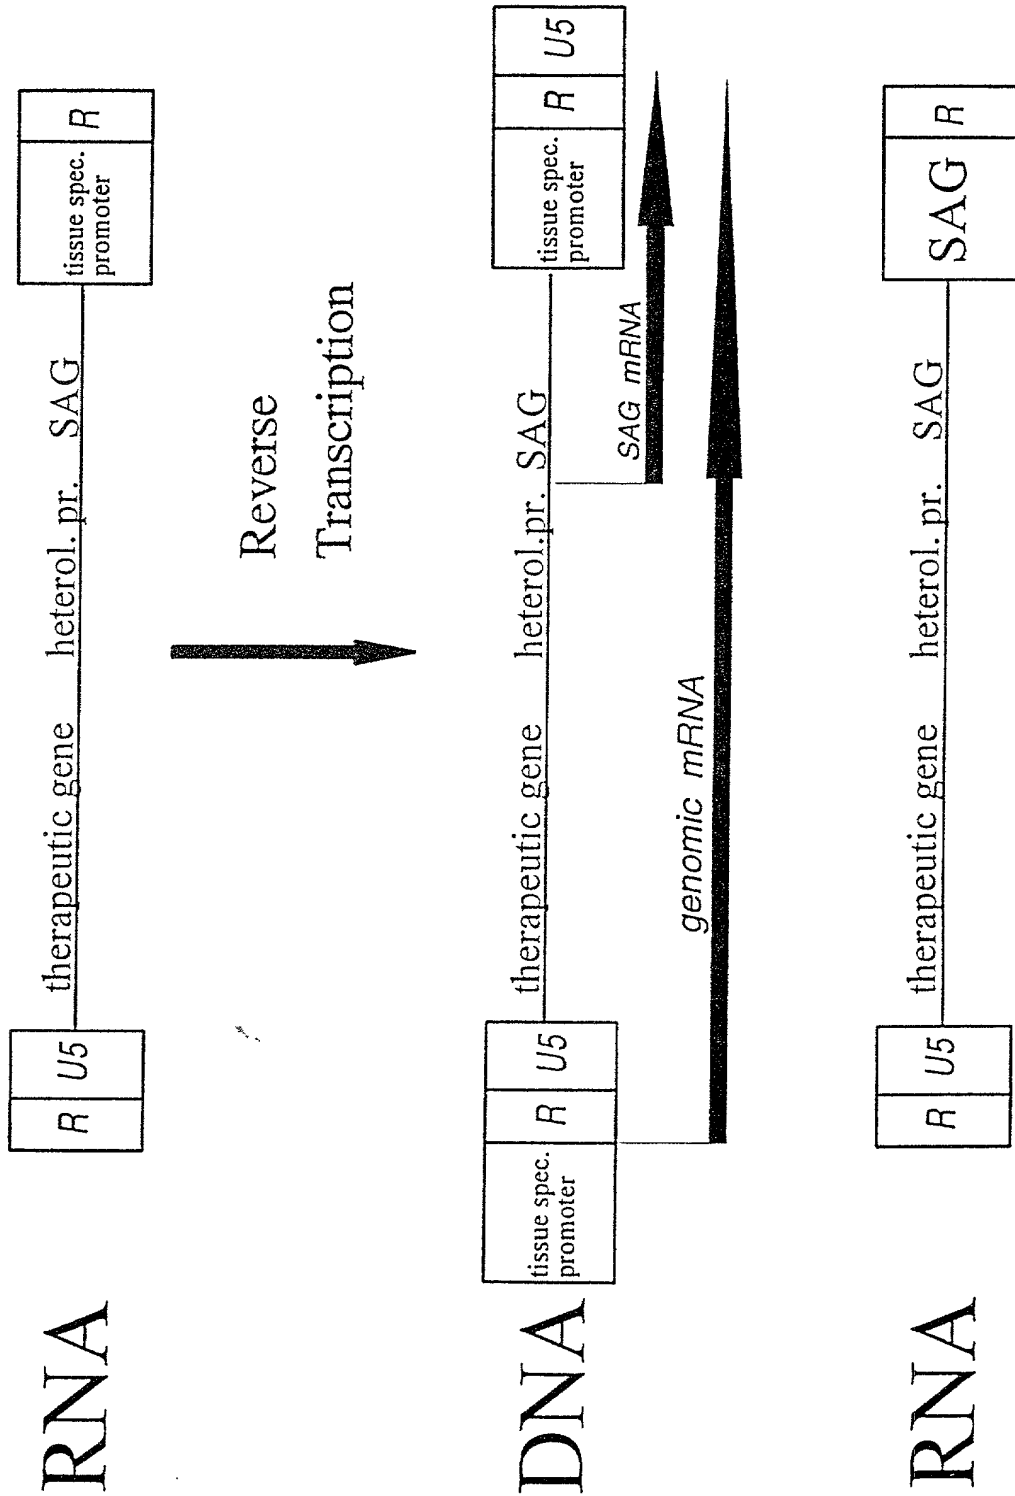 RNA
R U5
therapeutic gene heterol. pr. SAG
tissue spec.
promoter
R
Reverse
Transcription
DNA
tissue spec.
promoter
R U5
therapeutic gene heterol.pr. SAG
tissue spec.
promoter
R U5
SAG mRNA
genomic mRNA
RNA
R U5
therapeutic gene heterol. pr. SAG
SAG R